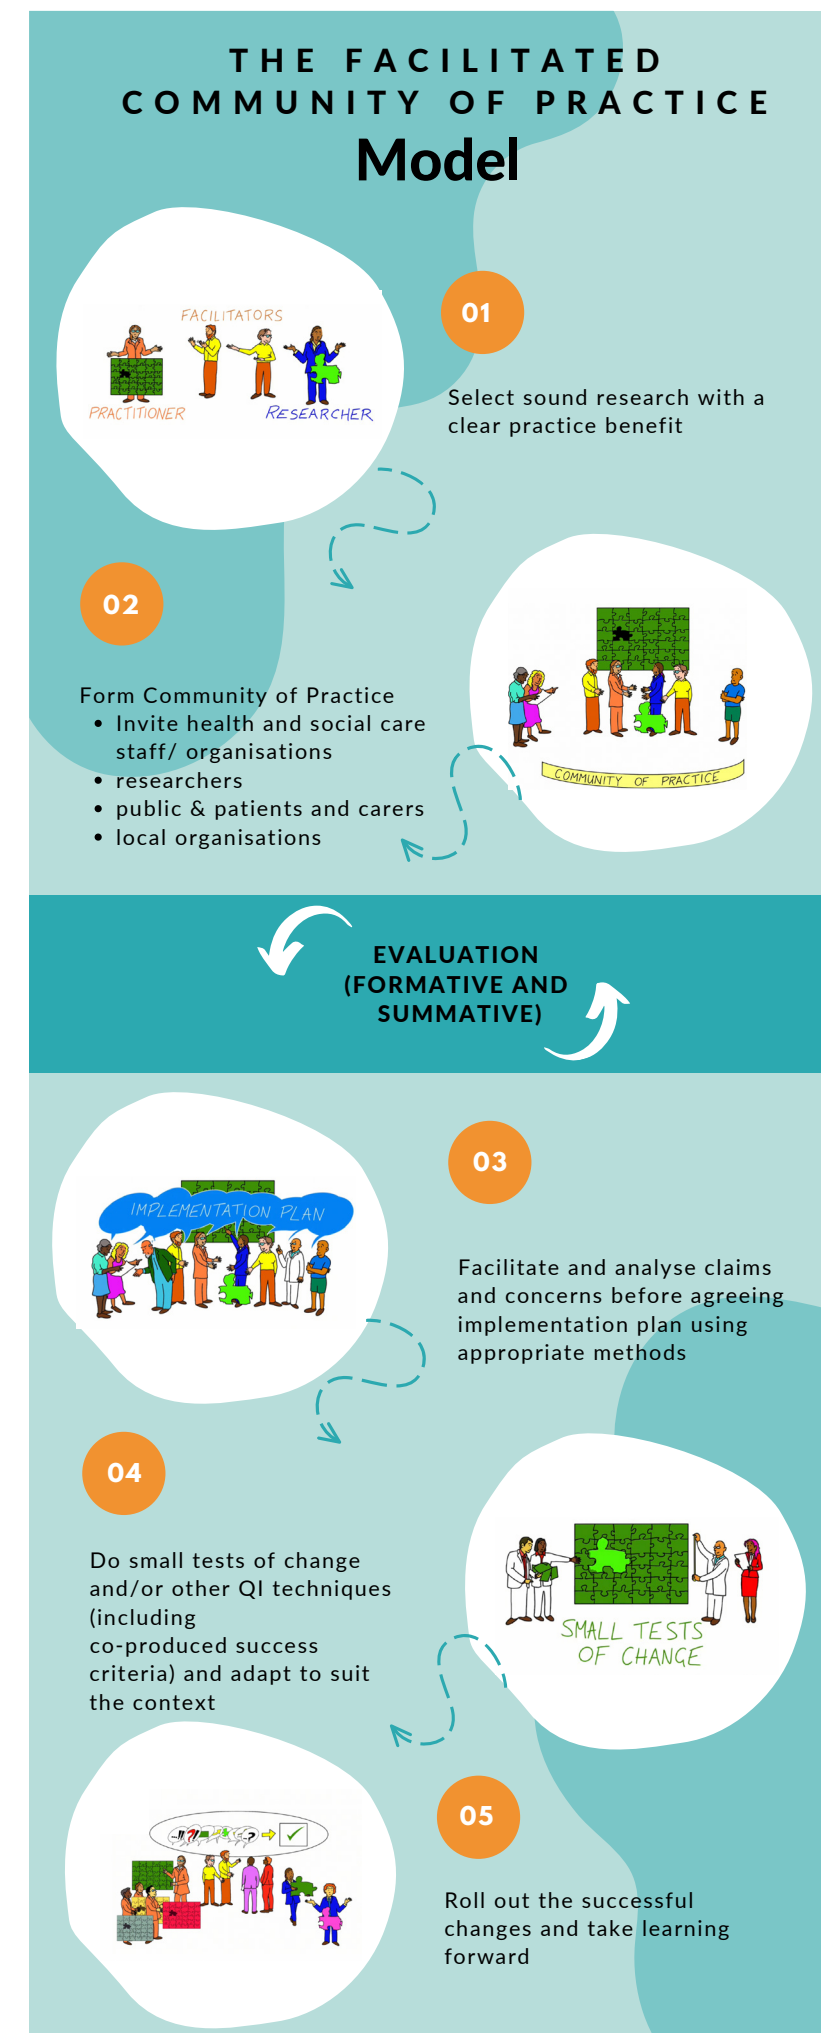 THE FACILITATED
COMMUNITY OF PRACTICE
Model
FACILITATORS
PRACTITIONER
RESEARCHER
01
Select sound research with a
clear practice benefit
02
Form Community of Practice
• Invite health and social care
staff/ organisations
• researchers
• public & patients and carers
• local organisations
COMMUNITY OF PRACTICE
EVALUATION
(FORMATIVE AND
SUMMATIVE)
IMPLEMENTATION PLAN
03
Facilitate and analyse claims
and concerns before agreeing
implementation plan using
appropriate methods
04
Do small tests of change
and/or other QI techniques
(including
co-produced success
criteria) and adapt to suit
the context
SMALL TESTS
OF CHANGE
05
Roll out the successful
changes and take learning
forward